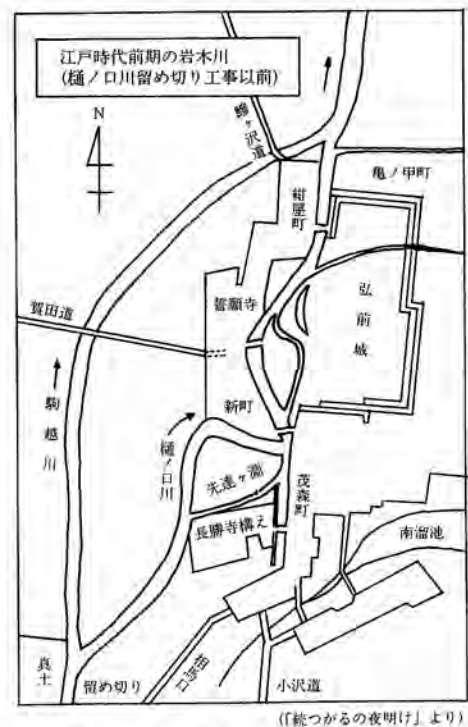 江戸時代前期の岩木川
(樋ノ口川留め切り工事以前)
N
鰺ヶ沢道
紺屋町
亀ノ甲町
誓願寺
弘前城
賀田道
駒越川
新町
樋ノ口川
先達ヶ淵
茂森町
長勝寺構え
南溜池
真土
留め切り
相馬口
小沢道
(「続つがるの夜明け」より)